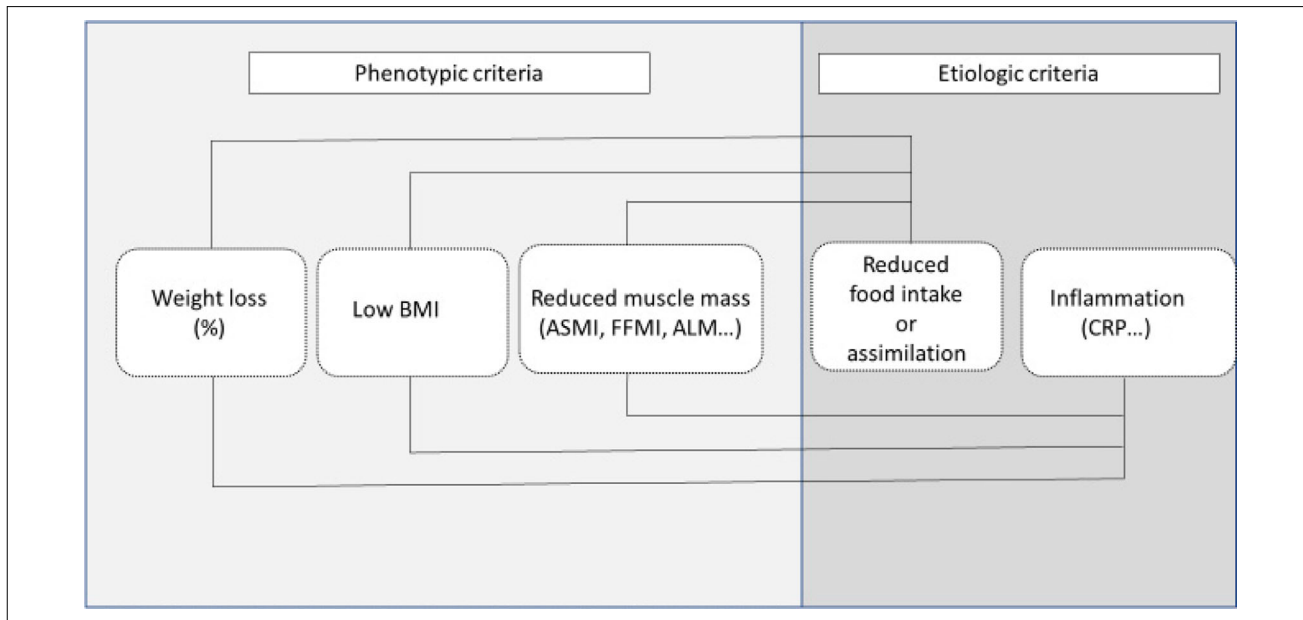 Phenotypic criteria
Etiologic criteria
Weight loss
(%)
Low BMI
Reduced muscle mass
(ASMI, FFMI, ALM...)
Reduced
food intake
or
assimilation
Inflammation
(CRP...)